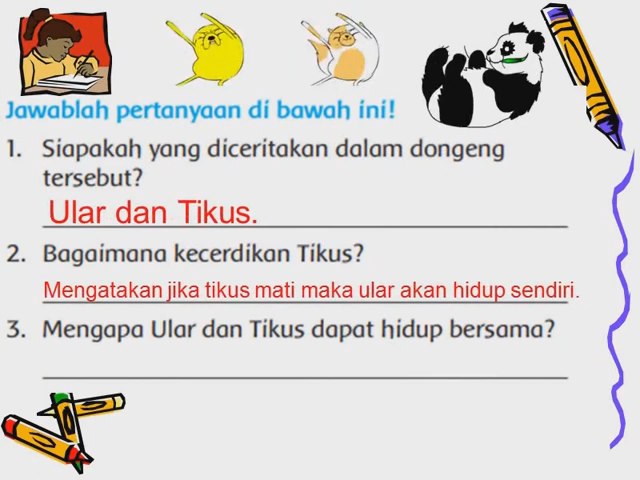 Jawablah pertanyaan di bawah ini!
1. Siapakah yang diceritakan dalam dongeng
tersebut?
Ular dan Tikus.
2. Bagaimana kecerdikan Tikus?
Mengatakan jika tikus mati maka ular akan hidup sendiri.
3. Mengapa Ular dan Tikus dapat hidup bersama?